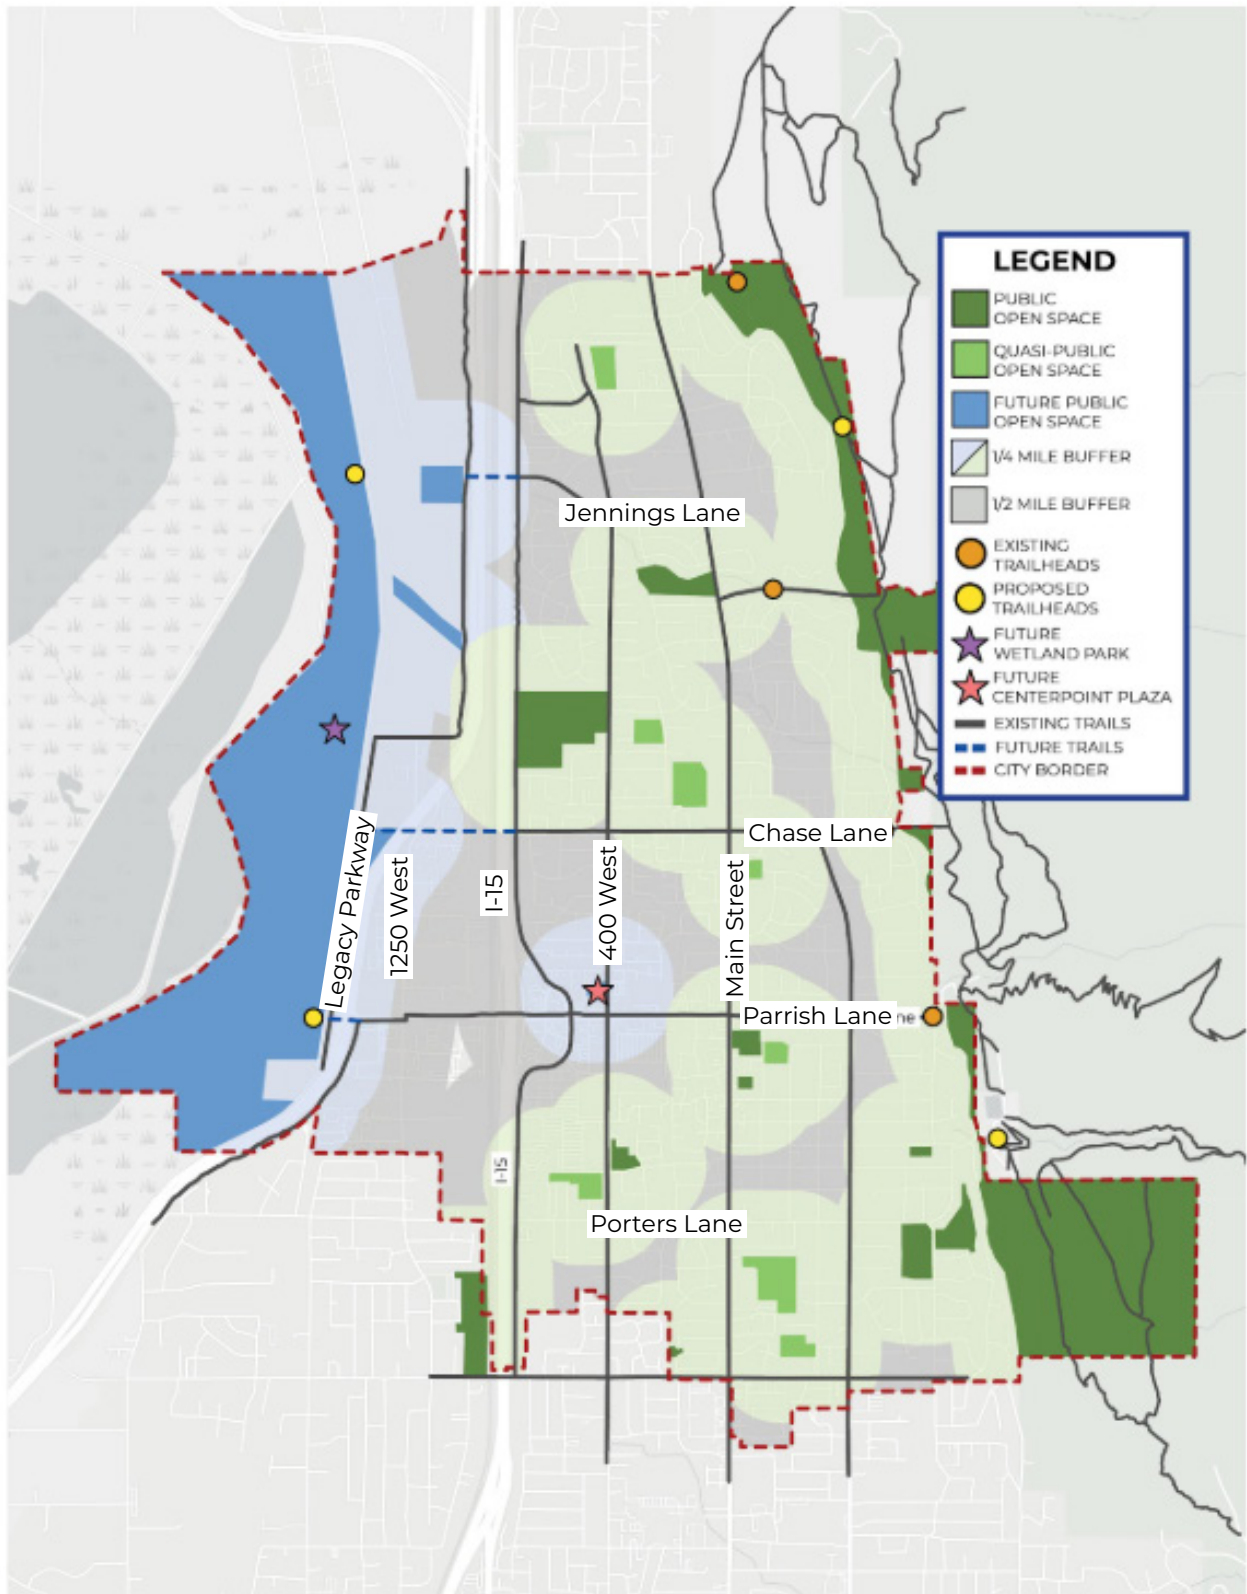 LEGEND
PUBLIC
OPEN SPACE
QUASI-PUBLIC
OPEN SPACE
FUTURE PUBLIC
OPEN SPACE
1/4 MILE BUFFER
1/2 MILE BUFFER
EXISTING
TRAILHEADS
PROPOSED
TRAILHEADS
FUTURE
WETLAND PARK
FUTURE
CENTERPOINT PLAZA
EXISTING TRAILS
FUTURE TRAILS
CITY BORDER
Jennings Lane
Chase Lane
Legacy Parkway
1250 West
I-15
400 West
Main Street
Parrish Lane
ne
I-15
Porters Lane